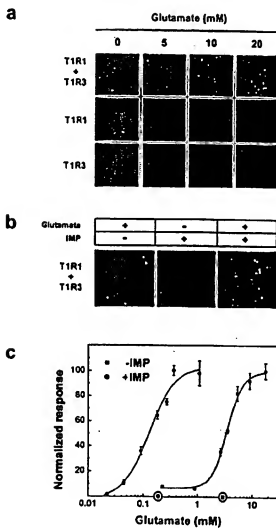 a
Glutamate (mM)
0 5 10 20
T1R1
+
T1R3
T1R1
T1R3
b
Glutamate + - +
IMP - + +
T1R1
+
T1R3
c
-IMP
+IMP
Normalized response
100
80
60
40
20
0.01 0.1 1 10
Glutamate (mM)